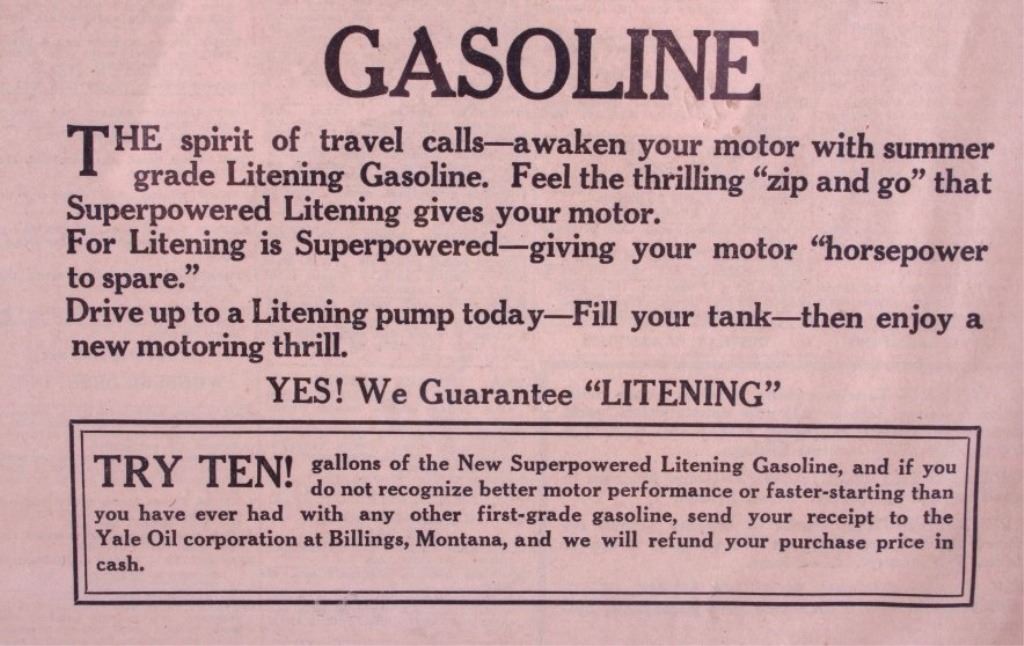 GASOLINE
THE spirit of travel calls—awaken your motor with summer
grade Litening Gasoline. Feel the thrilling “zip and go” that
Superpowered Litening gives your motor.
For Litening is Superpowered—giving your motor “horsepower
to spare.”
Drive up to a Litening pump today—Fill your tank—then enjoy a
new motoring thrill.
YES! We Guarantee “LITENING”
TRY TEN! gallons of the New Superpowered Litening Gasoline, and if you
do not recognize better motor performance or faster-starting than
you have ever had with any other first-grade gasoline, send your receipt to the
Yale Oil corporation at Billings, Montana, and we will refund your purchase price in
cash.